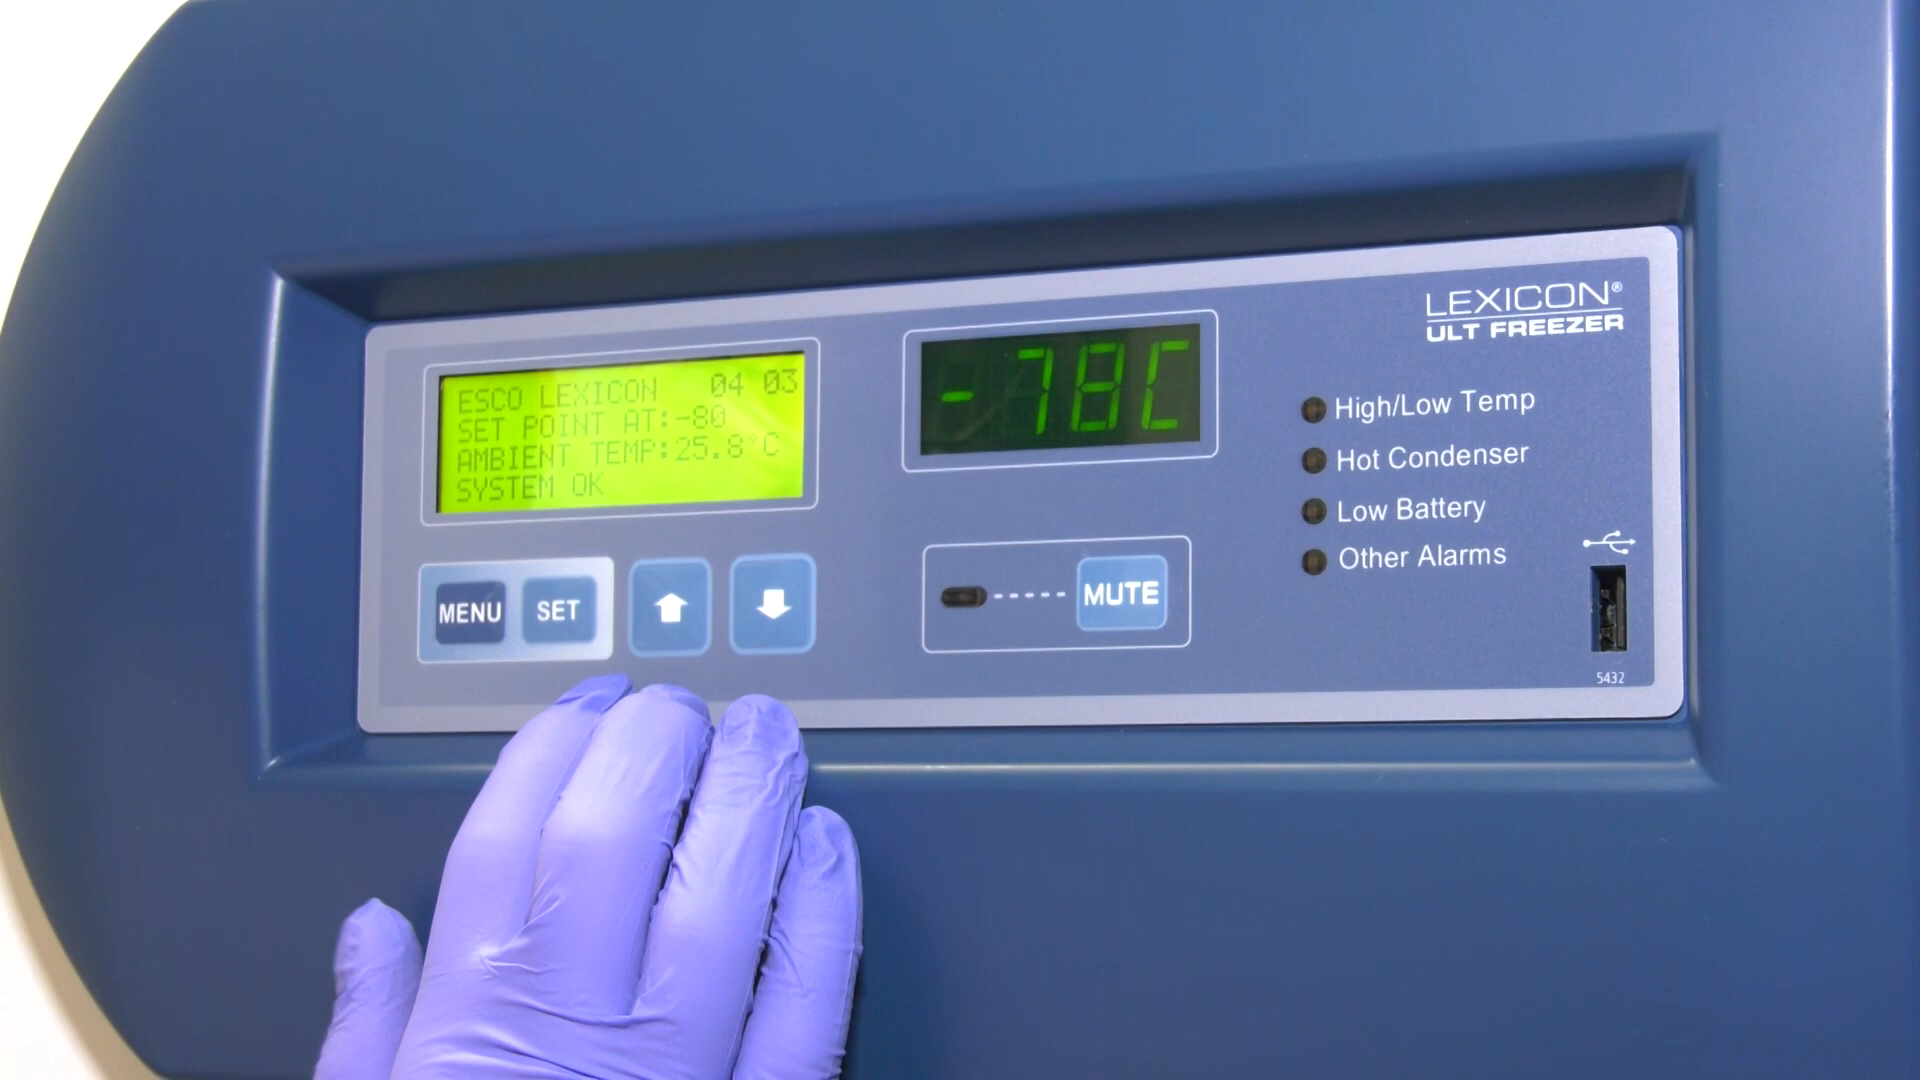 ESCO LEXICON 04 03
SET POINT AT:-80
AMBIENT TEMP:25.8°C
SYSTEM OK
-78C
LEXICON®
ULT FREEZER
High/Low Temp
Hot Condenser
Low Battery
Other Alarms
MENU
SET
MUTE
5432